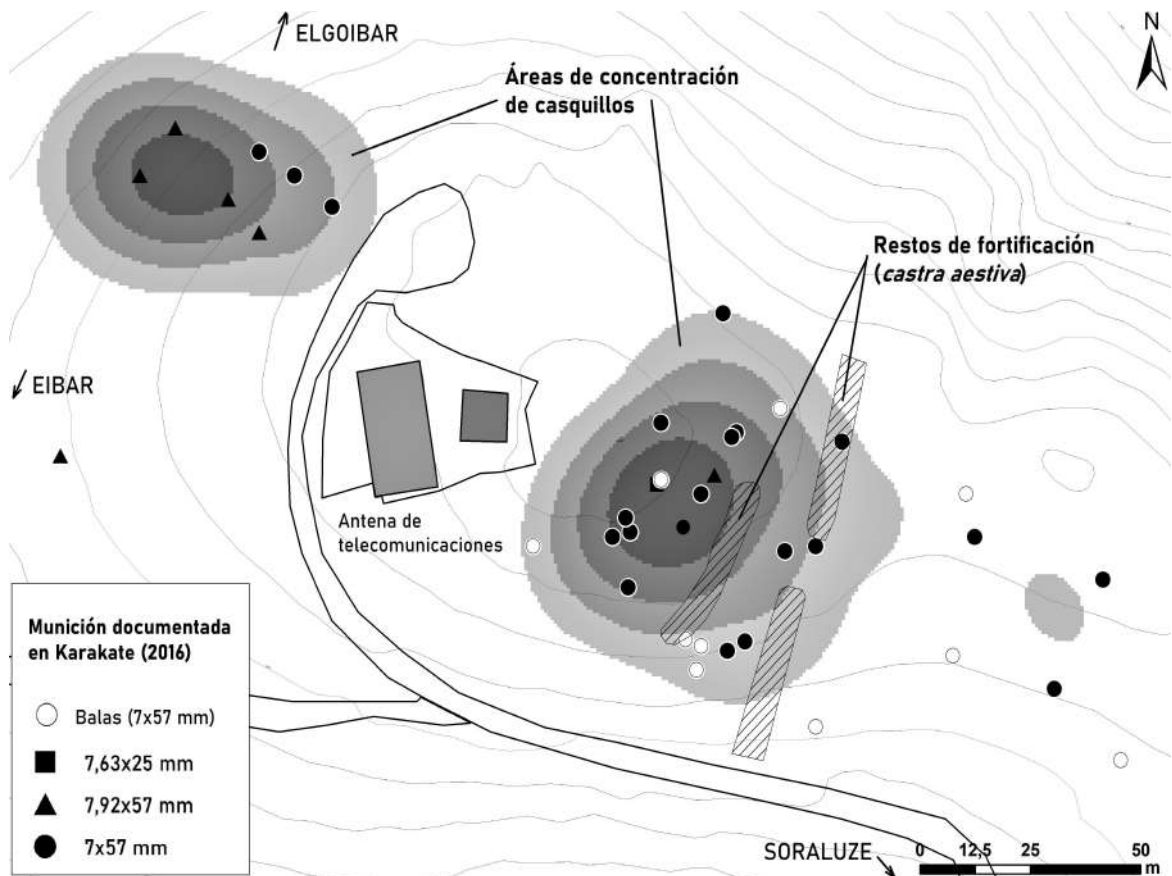 ELGOIBAR
N
Áreas de concentración
de casquillos
Restos de fortificación
(castra aestiva)
EIBAR
Antena de
telecomunicaciones
Munición documentada
en Karakate (2016)
Balas (7x57 mm)
7,63x25 mm
7,92x57 mm
7x57 mm
SORALUZE
0 12,5 25 50
m